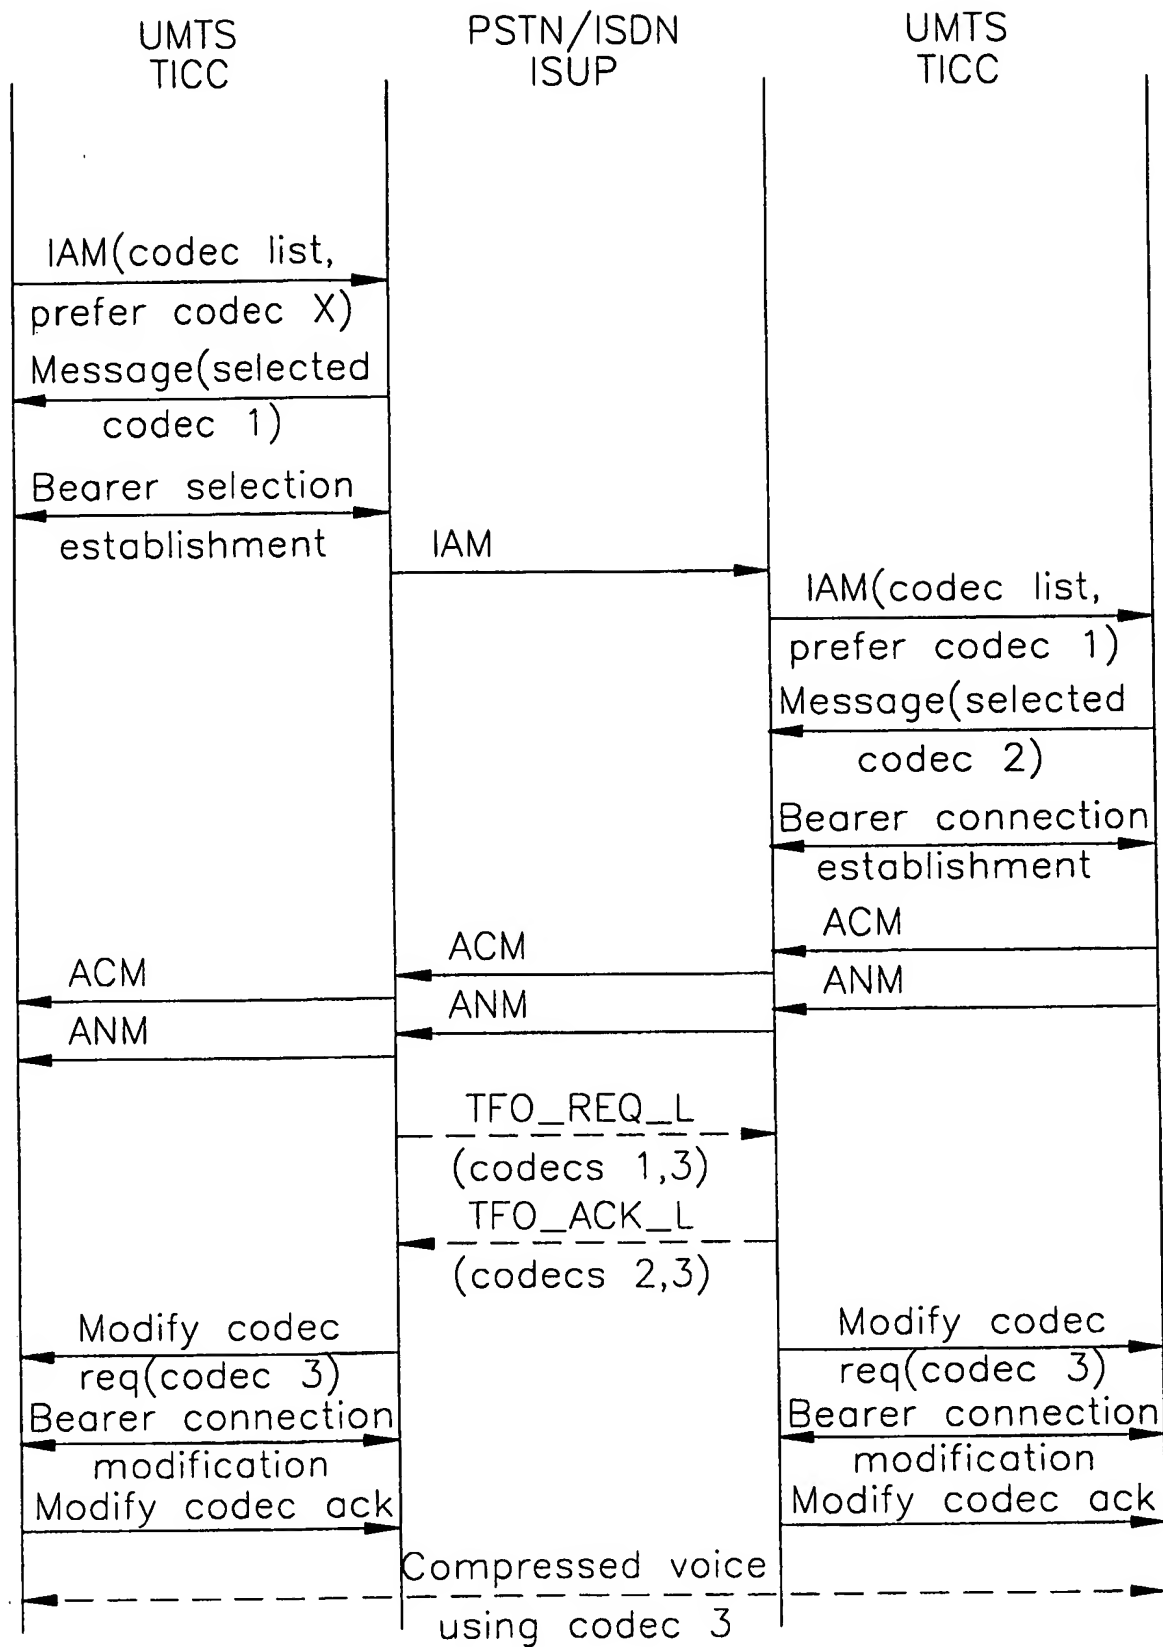 UMTS
TICC
PSTN/ISDN
ISUP
UMTS
TICC
IAM(codec list,
prefer codec X)
Message(selected
codec 1)
Bearer selection
establishment
IAM
IAM(codec list,
prefer codec 1)
Message(selected
codec 2)
Bearer connection
establishment
ACM
ACM
ACM
ANM
ANM
ANM
TFO_REQ_L
(codecs 1,3)
TFO_ACK_L
(codecs 2,3)
Modify codec
req(codec 3)
Bearer connection
modification
Modify codec ack
Modify codec
req(codec 3)
Bearer connection
modification
Modify codec ack
Compressed voice
using codec 3